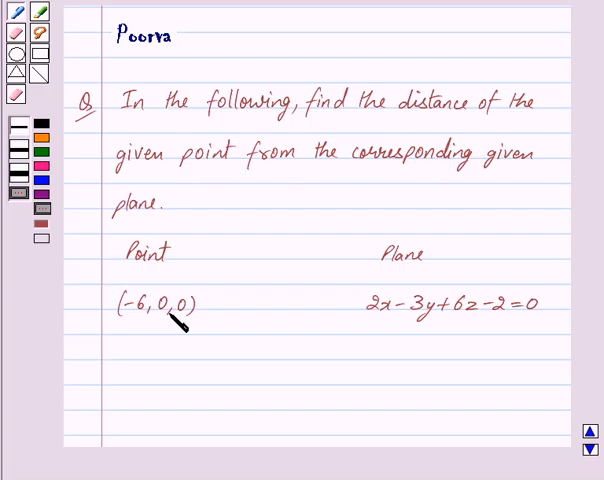 Poorva
Q In the following, find the distance of the
given point from the corresponding given
plane.
Point Plane
(-6, 0, 0) 2x - 3y + 6z - 2 = 0